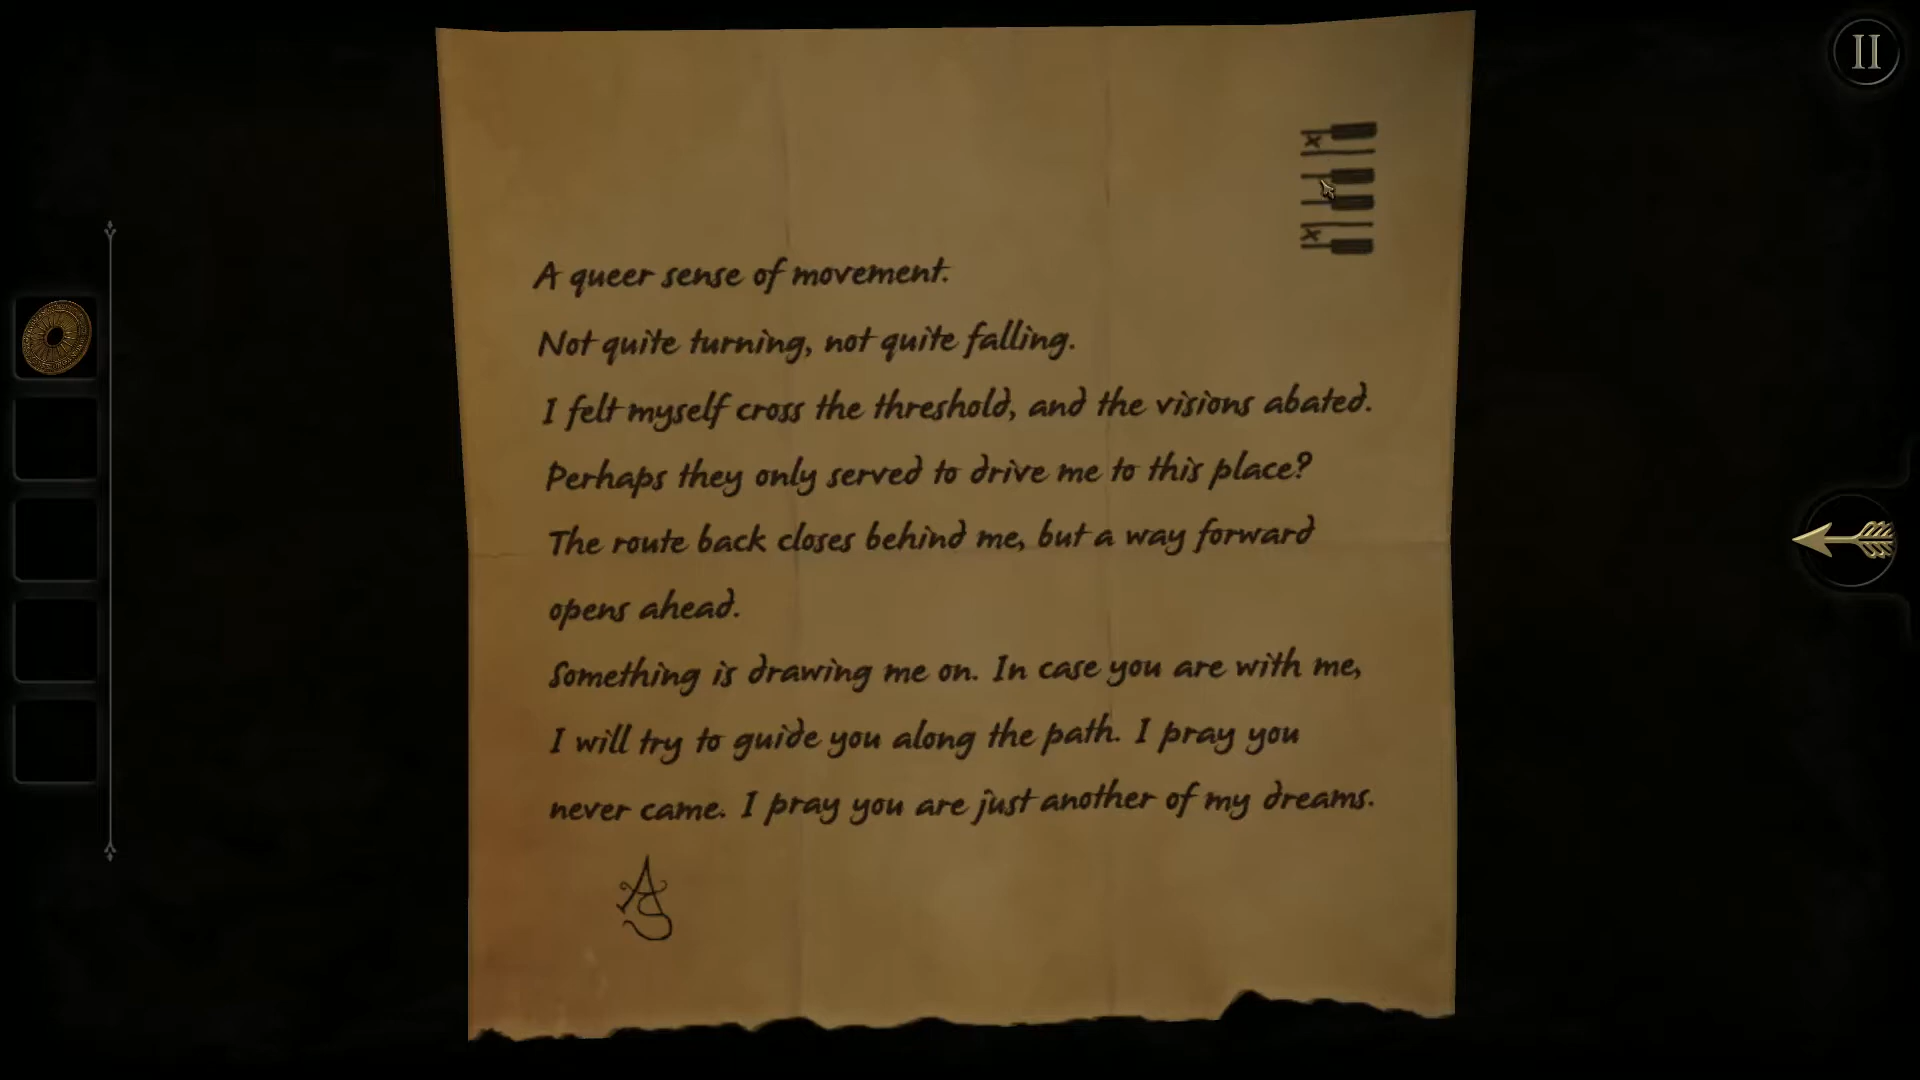 A queer sense of movement.
Not quite turning, not quite falling.
I felt myself cross the threshold, and the visions abated.
Perhaps they only served to drive me to this place?
The route back closes behind me, but a way forward
opens ahead.
Something is drawing me on. In case you are with me,
I will try to guide you along the path. I pray you
never came. I pray you are just another of my dreams.
AS